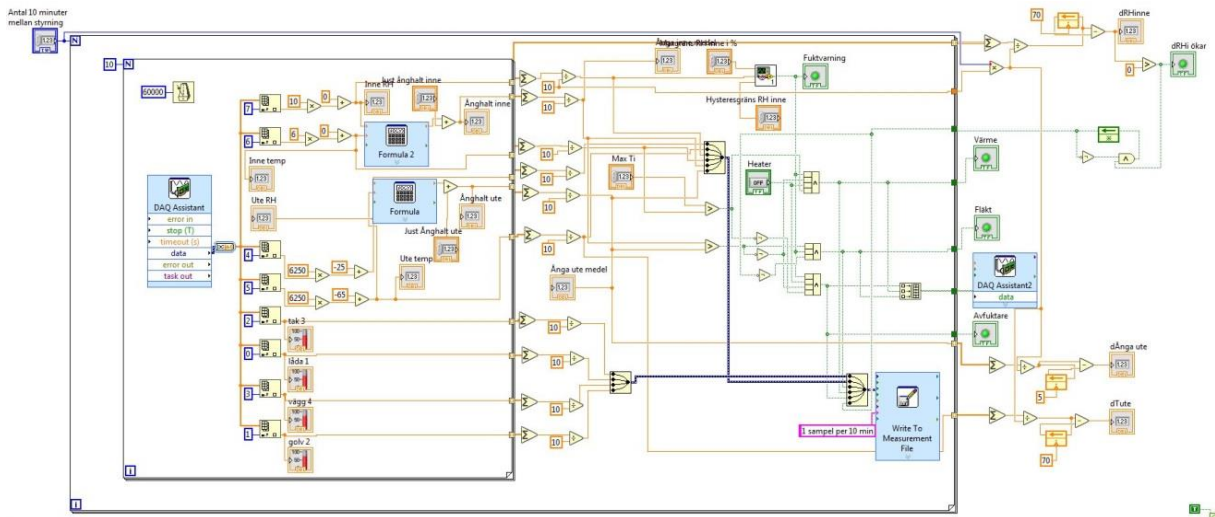 Antal 10 minuter
mellan styrning
1.23
N
10
N
60000
7
10
0
Inne RH
Just ånghalt inne
Ånghalt inne
6
6
0
Formula 2
Inne temp
Ute RH
Formula
Ånghalt ute
Just Ånghalt ute
Ute temp
DAQ Assistant
error in
stop (T)
timeout (s)
data
error out
task out
4
6250
-25
5
6250
-65
2
tak 3
0
låda 1
3
vägg 4
1
golv 2
i
i
10
10
10
10
10
10
10
10
10
10
Fuktvarning
Hysteresgräns RH inne
Max Ti
Heater
OFF
Ånga ute medel
1 sampel per 10 min
Write To
Measurement
File
70
dRHinne
0
dRHi ökar
Värme
Fläkt
DAQ Assistant2
data
Avfuktare
dÅnga ute
5
dTute
70